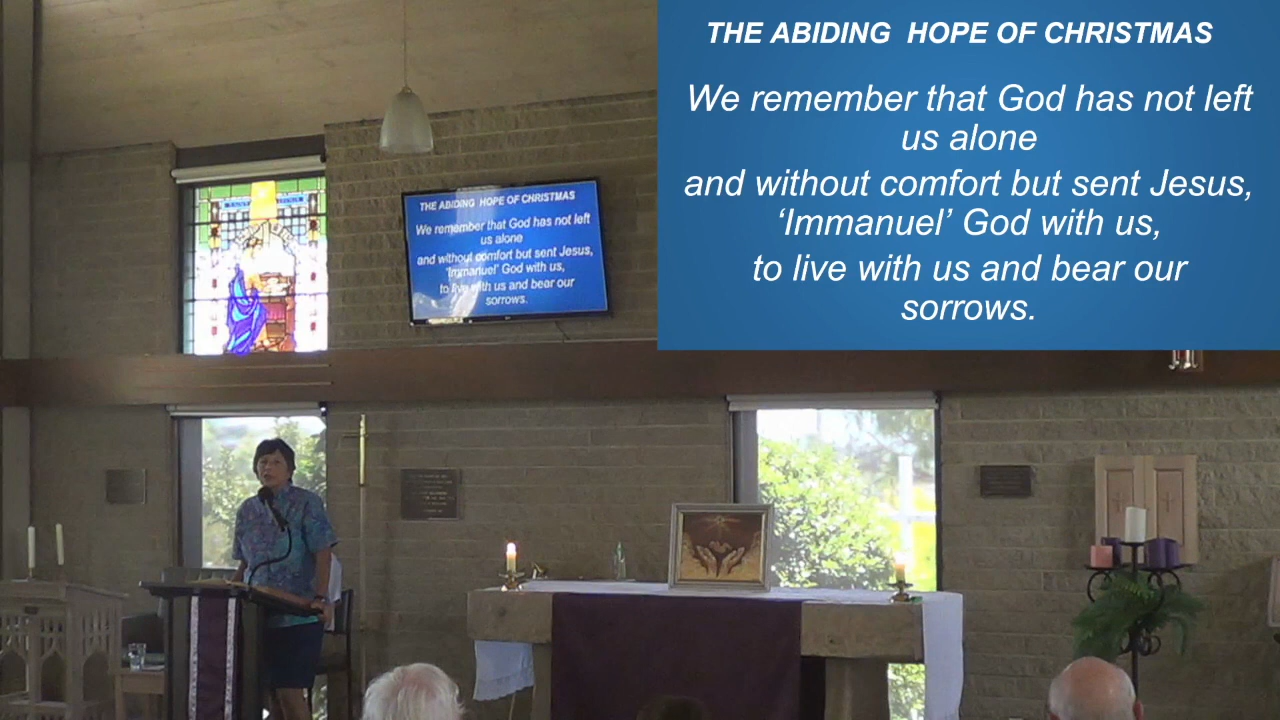 THE ABIDING HOPE OF CHRISTMAS
We remember that God has not left
us alone
and without comfort but sent Jesus,
‘Immanuel’ God with us,
to live with us and bear our
sorrows.
THE ABIDING HOPE OF CHRISTMAS
We remember that God has not left
us alone
and without comfort but sent Jesus,
‘Immanuel’ God with us,
to live with us and bear our
sorrows.